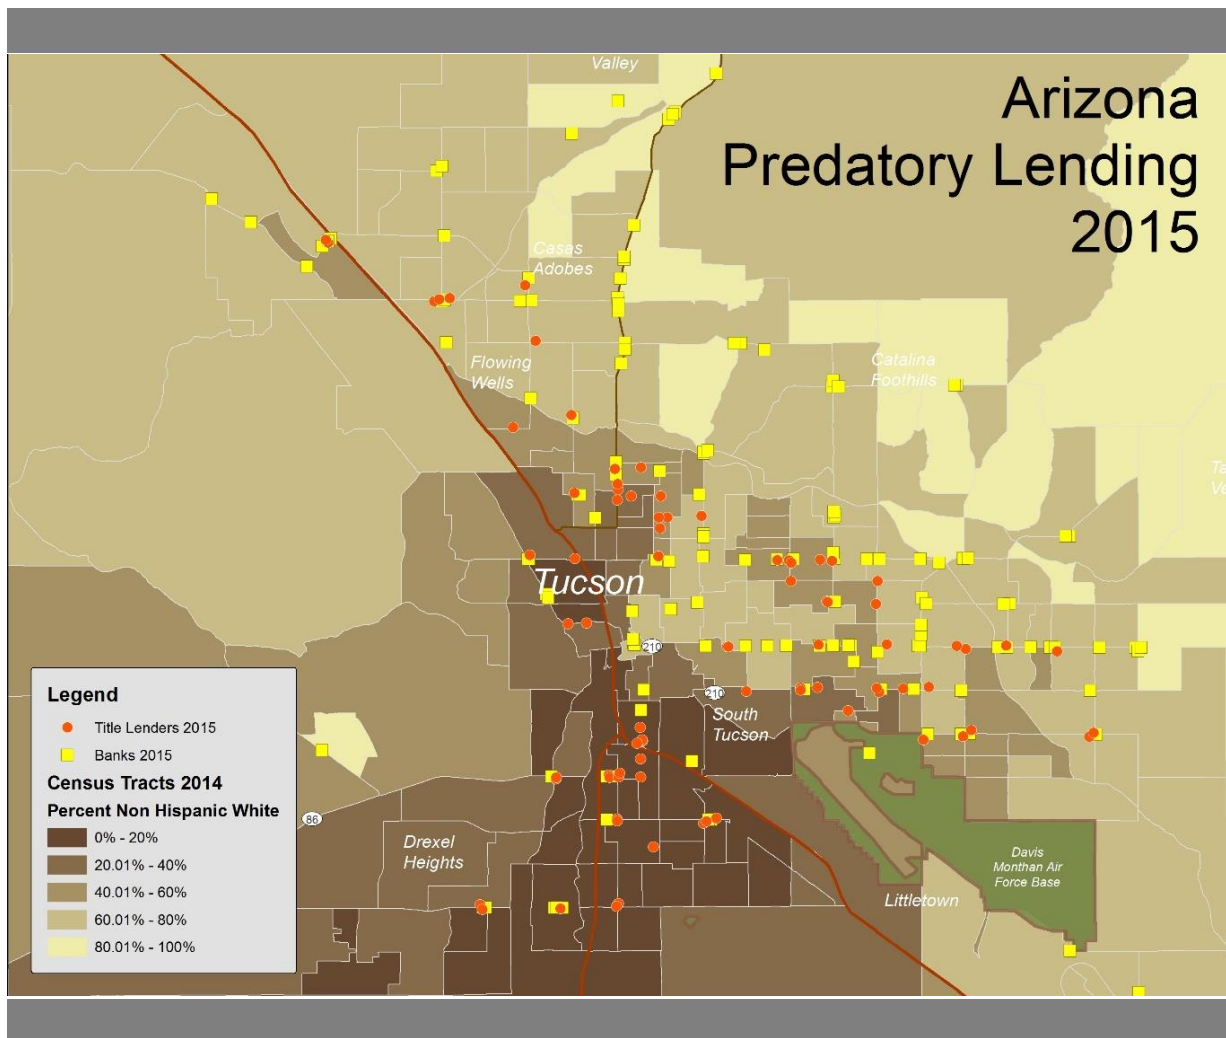 Valley
Arizona
Predatory Lending
2015
Casas
Adobes
Flowing
Wells
Catalina
Foothills
Tucson
210
210
South
Tucson
86
Drexel
Heights
Davis
Monthan Air
Force Base
Littletown
Legend
Title Lenders 2015
Banks 2015
Census Tracts 2014
Percent Non Hispanic White
0% - 20%
20.01% - 40%
40.01% - 60%
60.01% - 80%
80.01% - 100%